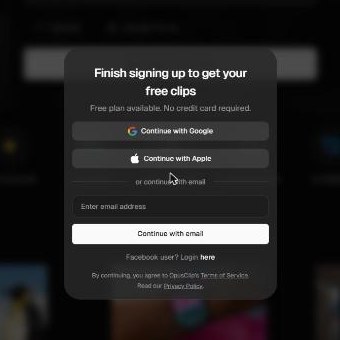 Finish signing up to get your
free clips
Free plan available. No credit card required.
Continue with Google
Continue with Apple
or continue with email
Enter email address
Continue with email
Facebook user? Login here
By continuing, you agree to OpusClip's Terms of Service.
Read our Privacy Policy.